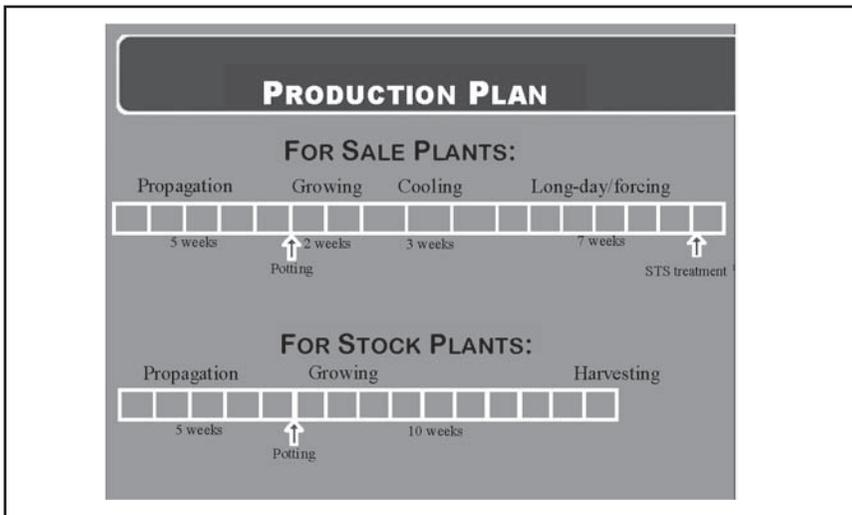 PRODUCTION PLAN
FOR SALE PLANTS:
Propagation Growing Cooling Long-day/forcing
5 weeks 2 weeks 3 weeks 7 weeks
Potting STS treatment
FOR STOCK PLANTS:
Propagation Growing Harvesting
5 weeks 10 weeks
Potting